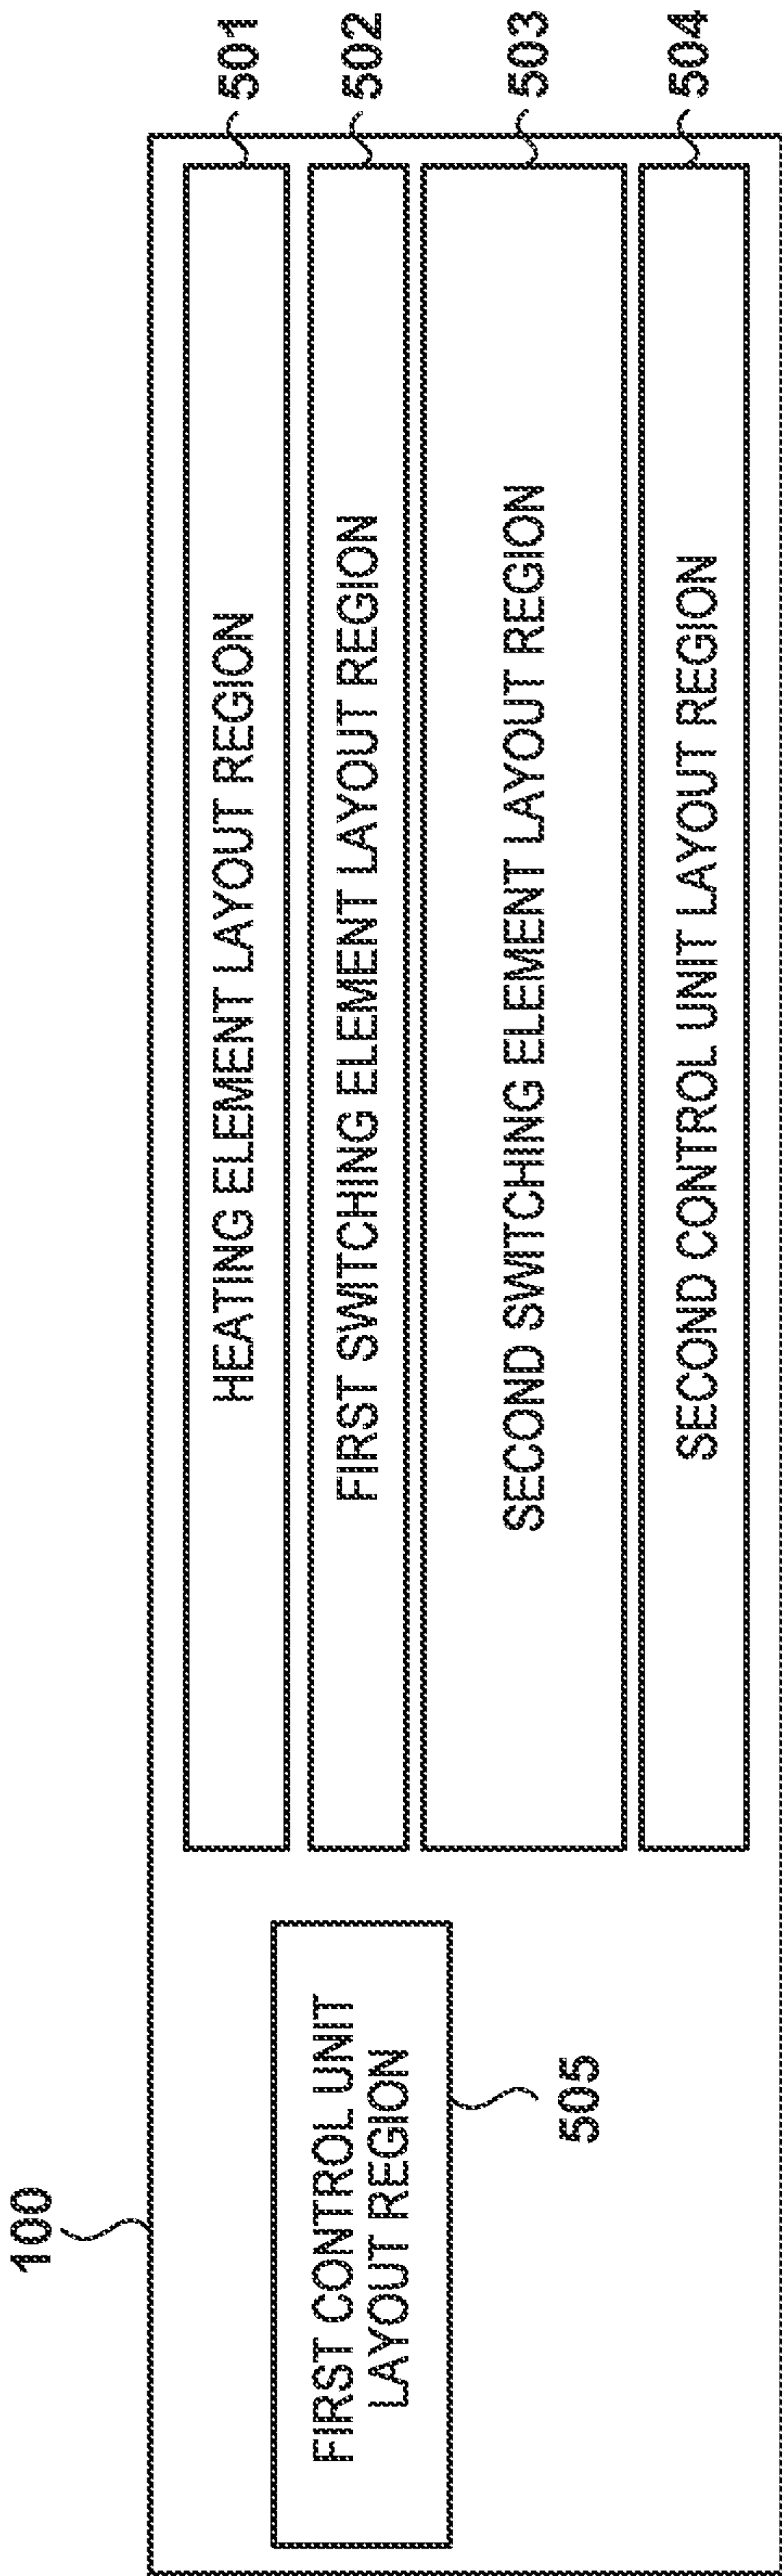 100
HEATING ELEMENT LAYOUT REGION
501
FIRST SWITCHING ELEMENT LAYOUT REGION
502
SECOND SWITCHING ELEMENT LAYOUT REGION
503
SECOND CONTROL UNIT LAYOUT REGION
504
FIRST CONTROL UNIT
LAYOUT REGION
505